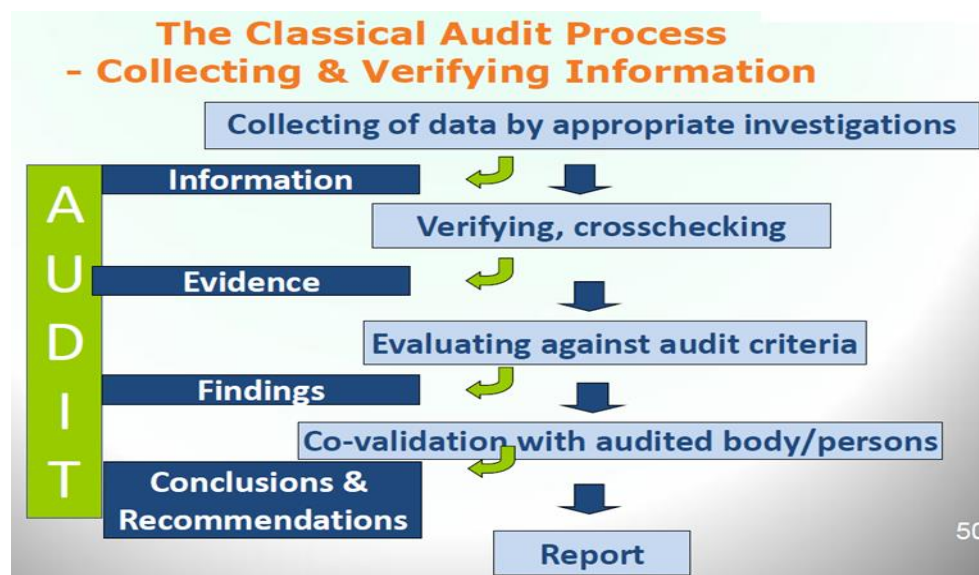 The Classical Audit Process
- Collecting & Verifying Information
Collecting of data by appropriate investigations
Information
Verifying, crosschecking
Evidence
Evaluating against audit criteria
Findings
Co-validation with audited body/persons
Conclusions &
Recommendations
Report
A
U
D
I
T
50